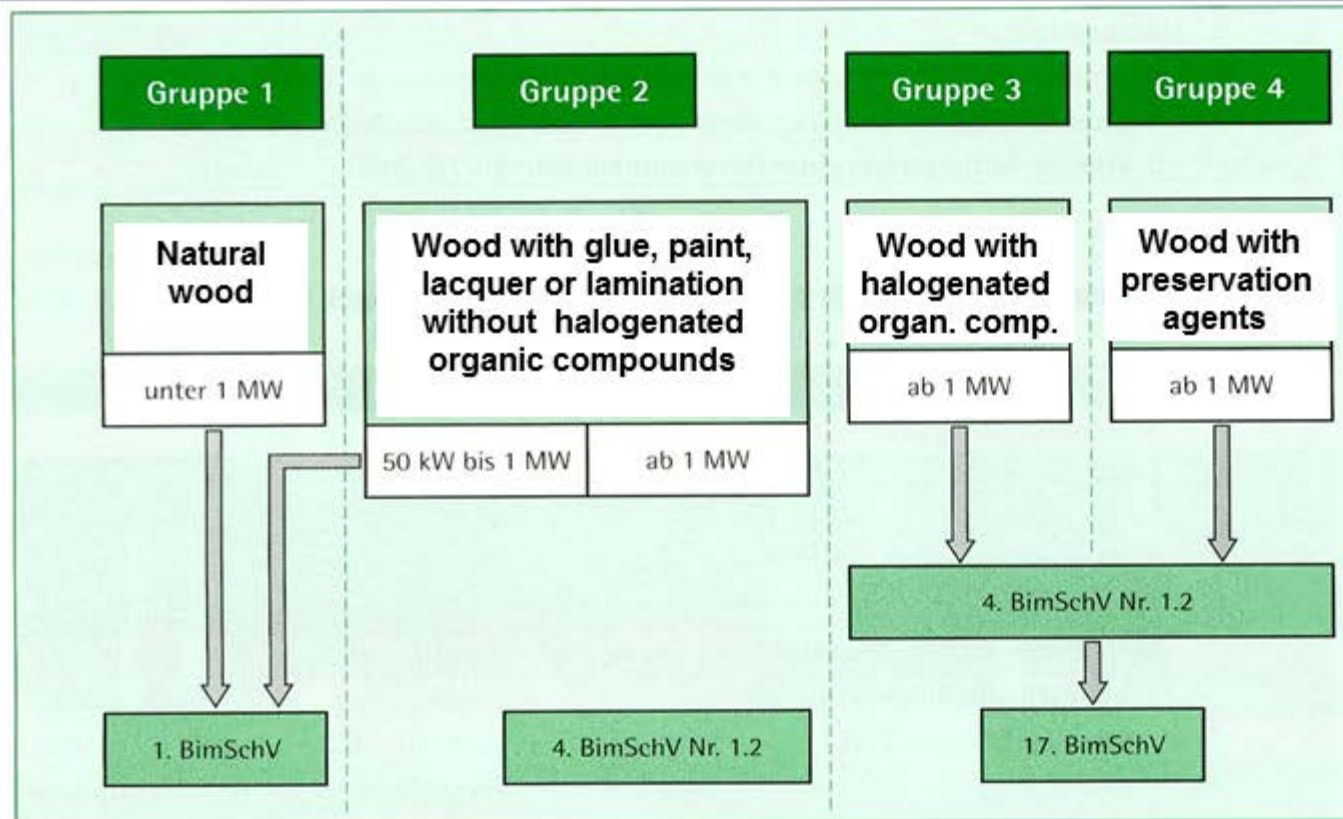 Gruppe 1
Gruppe 2
Gruppe 3
Gruppe 4
Natural
wood
unter 1 MW
Wood with glue, paint,
lacquer or lamination
without halogenated
organic compounds
50 kW bis 1 MW
ab 1 MW
Wood with
halogenated
organ. comp.
ab 1 MW
Wood with
preservation
agents
ab 1 MW
4. BimSchV Nr. 1.2
1. BimSchV
4. BimSchV Nr. 1.2
17. BimSchV